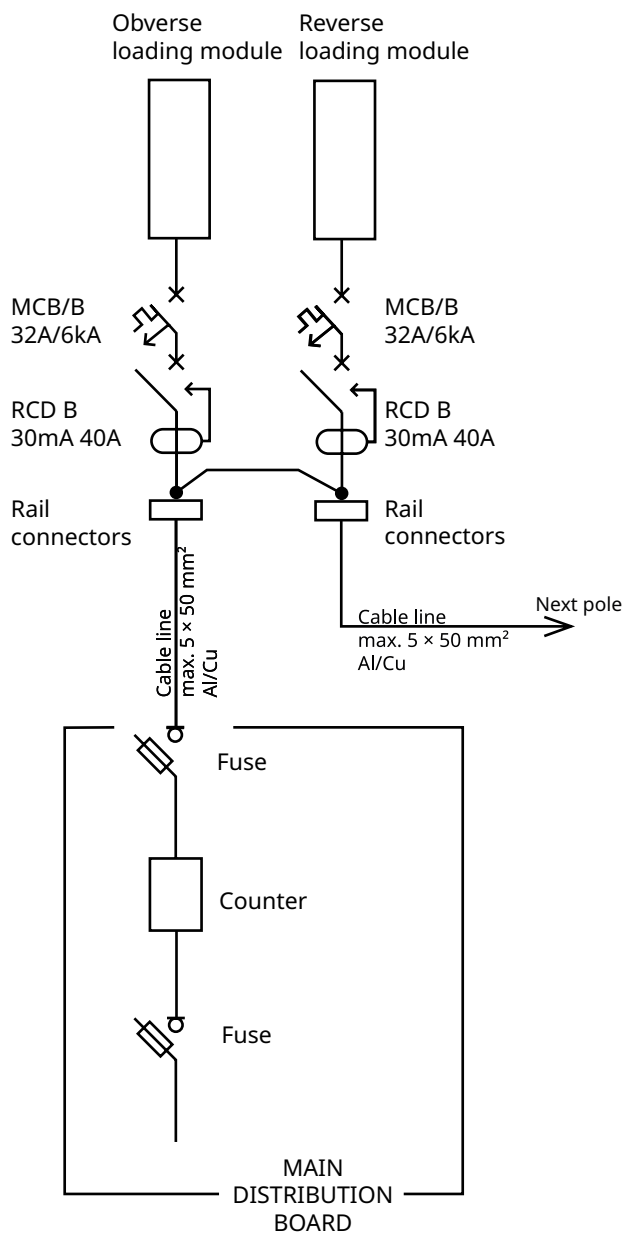 Obverse
loading module
Reverse
loading module
MCB/B
32A/6kA
MCB/B
32A/6kA
RCD B
30mA 40A
RCD B
30mA 40A
Rail
connectors
Rail
connectors
Cable line
max. 5 × 50 mm²
Al/Cu
Next pole
Cable line
max. 5 × 50 mm²
Al/Cu
Fuse
Counter
Fuse
MAIN
DISTRIBUTION
BOARD